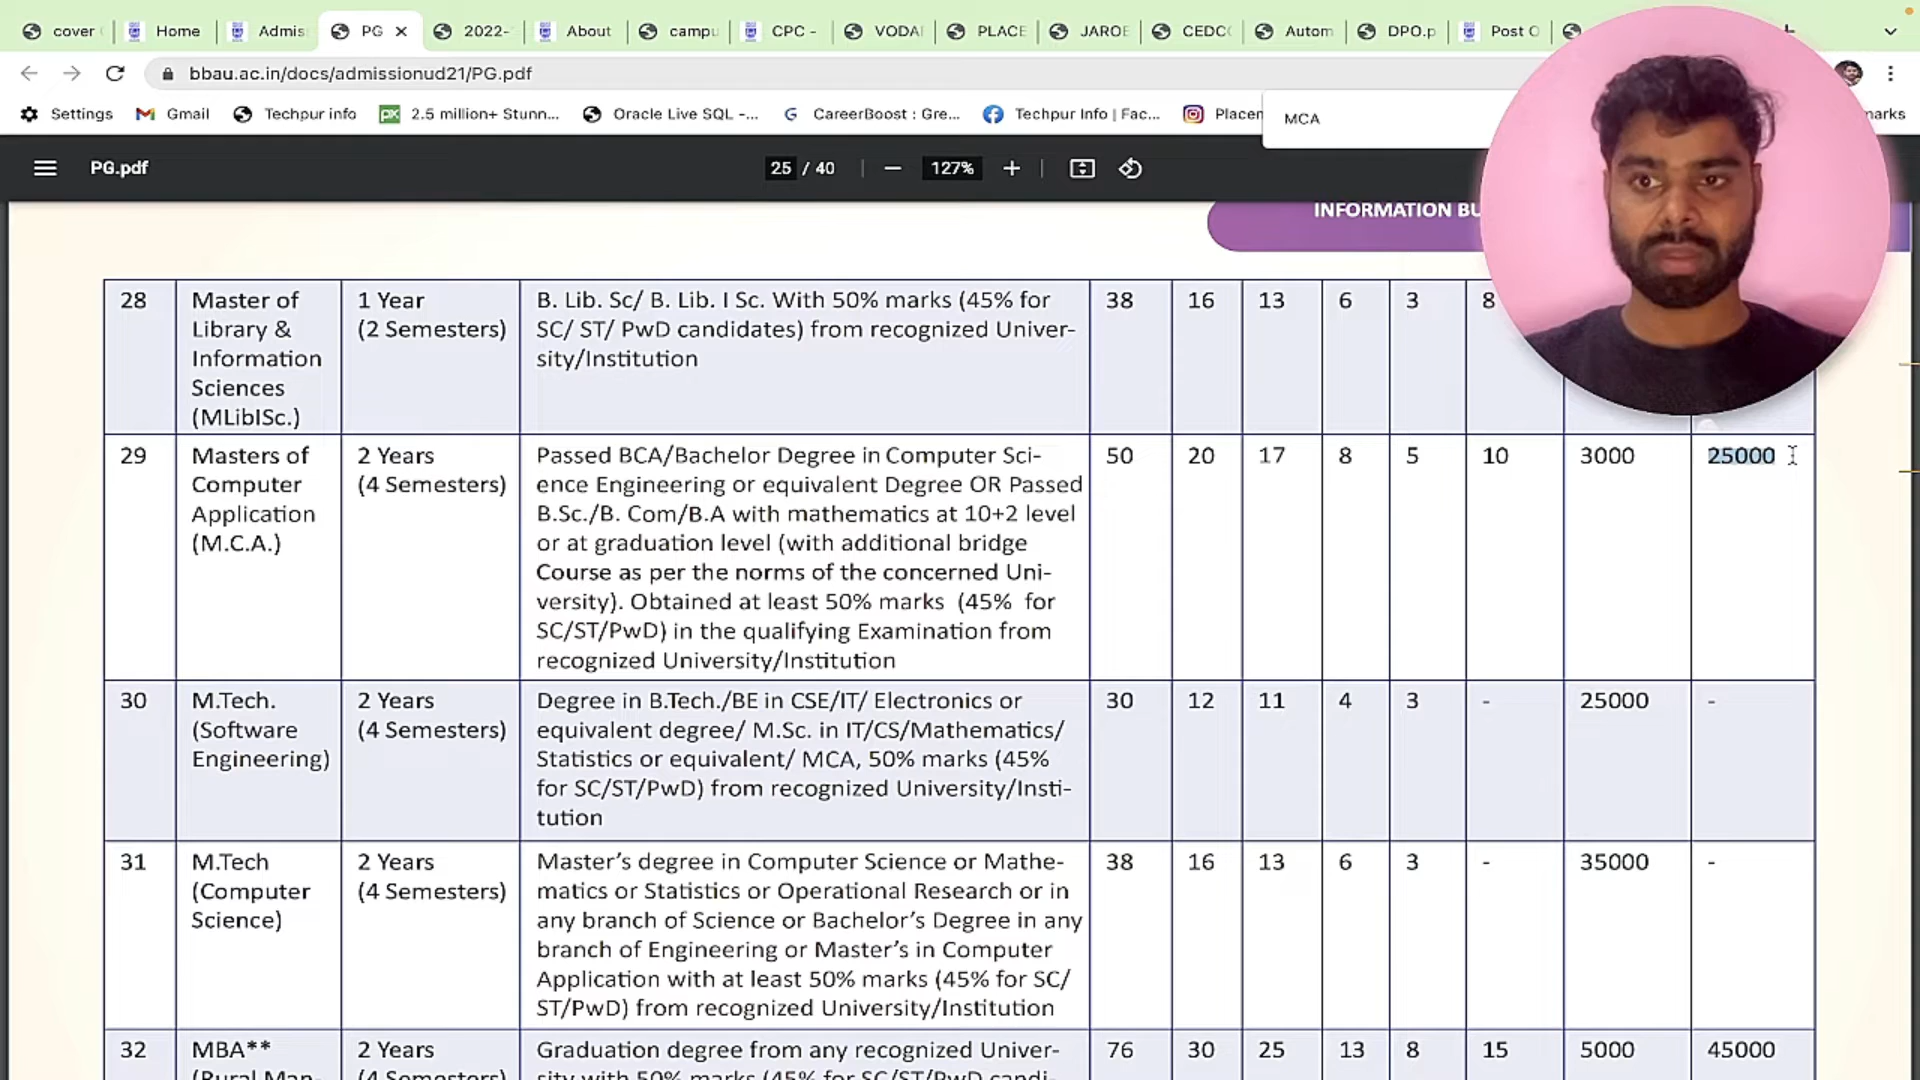 cover Home Admis PG 2022- About campu CPC - VODA PLACE JAROE CEDC Autom DPO.p Post O
bbau.ac.in/docs/admissionud21/PG.pdf
Settings Gmail Techpur info 2.5 million+ Stunn... Oracle Live SQL -... CareerBoost : Gre... Techpur Info | Fac... Placen
MCA
PG.pdf 25 / 40 127%
INFORMATION BU
28 Master of 1 Year B. Lib. Sc/ B. Lib. I Sc. With 50% marks (45% for 38 16 13 6 3 8
Library & (2 Semesters) SC/ ST/ PwD candidates) from recognized Univer-
Information sity/Institution
Sciences
(MLibISc.)
29 Masters of 2 Years Passed BCA/Bachelor Degree in Computer Sci- 50 20 17 8 5 10 3000 25000
Computer (4 Semesters) ence Engineering or equivalent Degree OR Passed
Application B.Sc./B. Com/B.A with mathematics at 10+2 level
(M.C.A.) or at graduation level (with additional bridge
Course as per the norms of the concerned Uni-
versity). Obtained at least 50% marks (45% for
SC/ST/PwD) in the qualifying Examination from
recognized University/Institution
30 M.Tech. 2 Years Degree in B.Tech./BE in CSE/IT/ Electronics or 30 12 11 4 3 - 25000 -
(Software (4 Semesters) equivalent degree/ M.Sc. in IT/CS/Mathematics/
Engineering) Statistics or equivalent/ MCA, 50% marks (45%
for SC/ST/PwD) from recognized University/Insti-
tution
31 M.Tech 2 Years Master's degree in Computer Science or Mathe- 38 16 13 6 3 - 35000 -
(Computer (4 Semesters) matics or Statistics or Operational Research or in
Science) any branch of Science or Bachelor's Degree in any
branch of Engineering or Master's in Computer
Application with at least 50% marks (45% for SC/
ST/PwD) from recognized University/Institution
32 MBA** 2 Years Graduation degree from any recognized Univer- 76 30 25 13 8 15 5000 45000
(Rural Man- (4 Semesters) sity with 50% marks (45% for SC/ST/PwD candi-